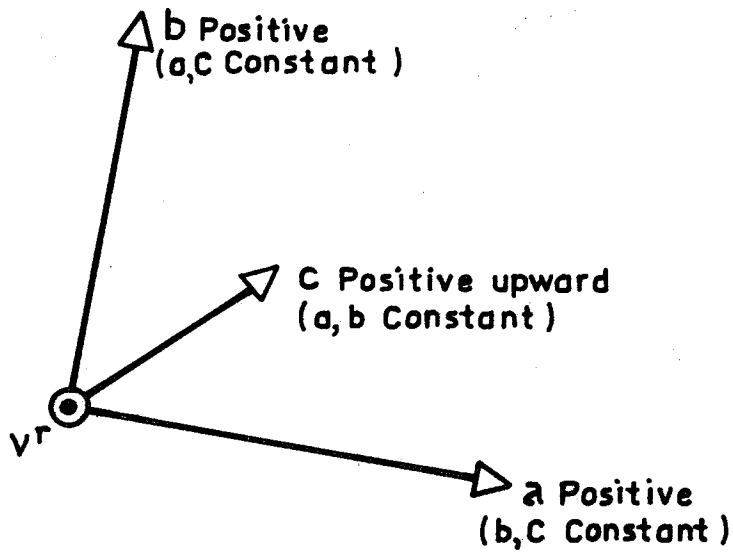 b Positive
(a,C Constant )
C Positive upward
(a,b Constant )
vʳ
a Positive
(b,C Constant)